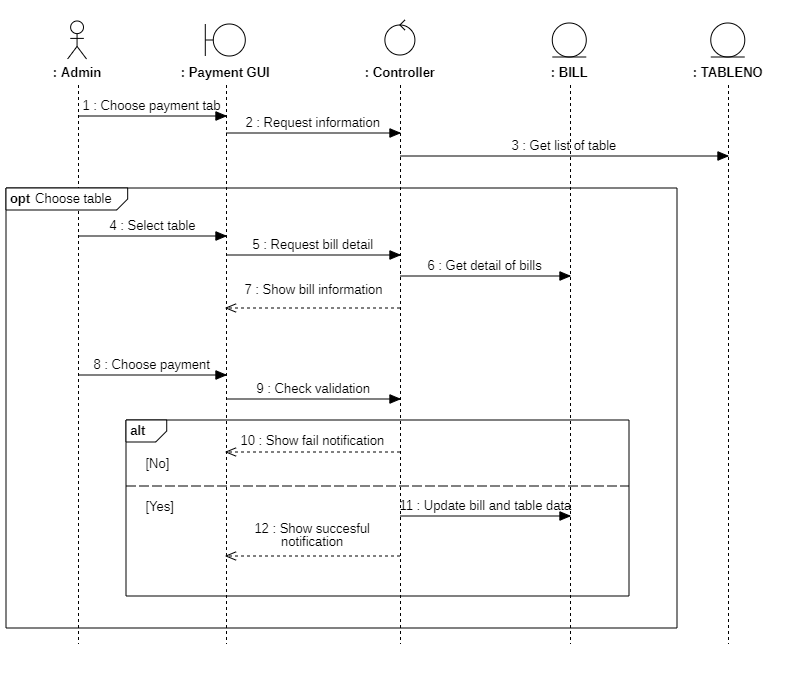 : Admin
: Payment GUI
: Controller
: BILL
: TABLENO
1 : Choose payment tab
2 : Request information
3 : Get list of table
opt Choose table
4 : Select table
5 : Request bill detail
6 : Get detail of bills
7 : Show bill information
8 : Choose payment
9 : Check validation
alt
10 : Show fail notification
[No]
[Yes]
11 : Update bill and table data
12 : Show succesful
notification